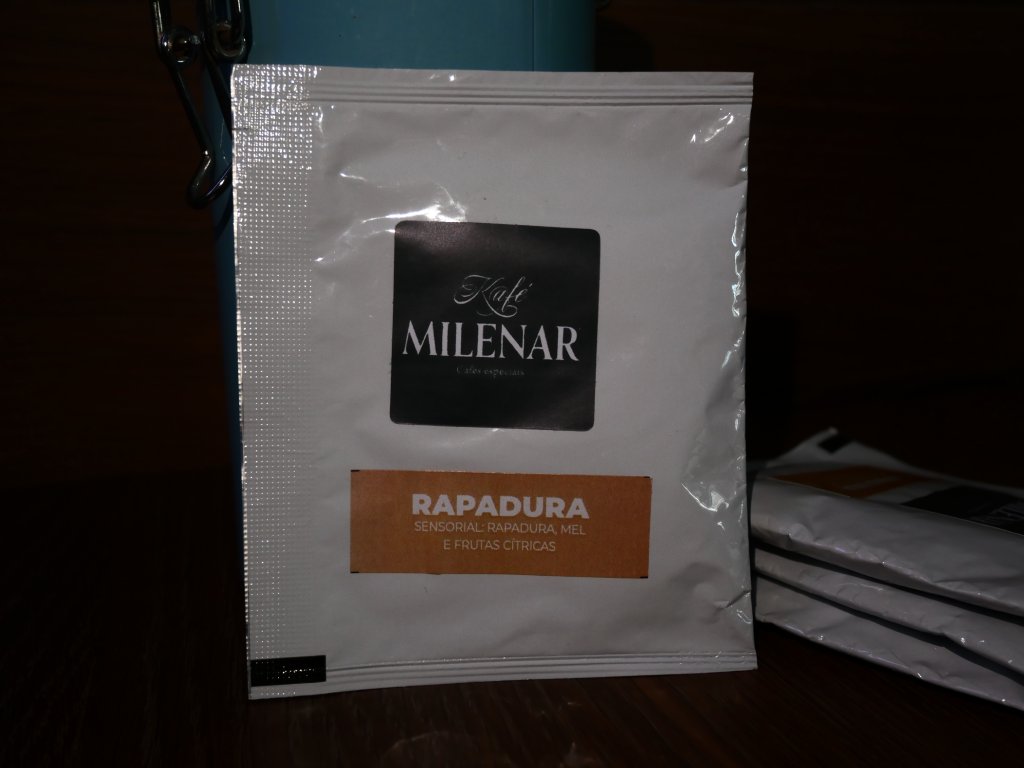 Kafé
MILENAR
Cafés especiais
RAPADURA
SENSORIAL: RAPADURA, MEL
E FRUTAS CÍTRICAS